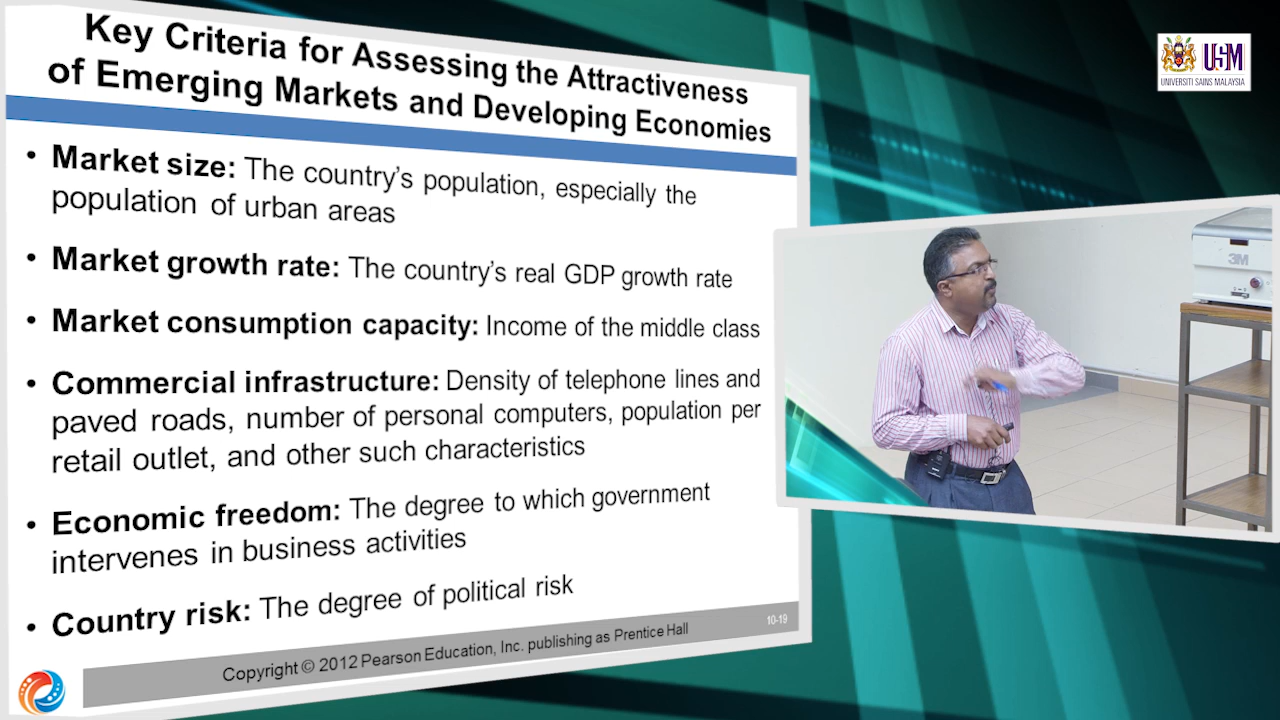 Key Criteria for Assessing the Attractiveness
of Emerging Markets and Developing Economies
• Market size: The country's population, especially the
population of urban areas
• Market growth rate: The country's real GDP growth rate
• Market consumption capacity: Income of the middle class
• Commercial infrastructure: Density of telephone lines and
paved roads, number of personal computers, population per
retail outlet, and other such characteristics
• Economic freedom: The degree to which government
intervenes in business activities
• Country risk: The degree of political risk
Copyright © 2012 Pearson Education, Inc. publishing as Prentice Hall
10-19
USM
UNIVERSITI SAINS MALAYSIA
3M